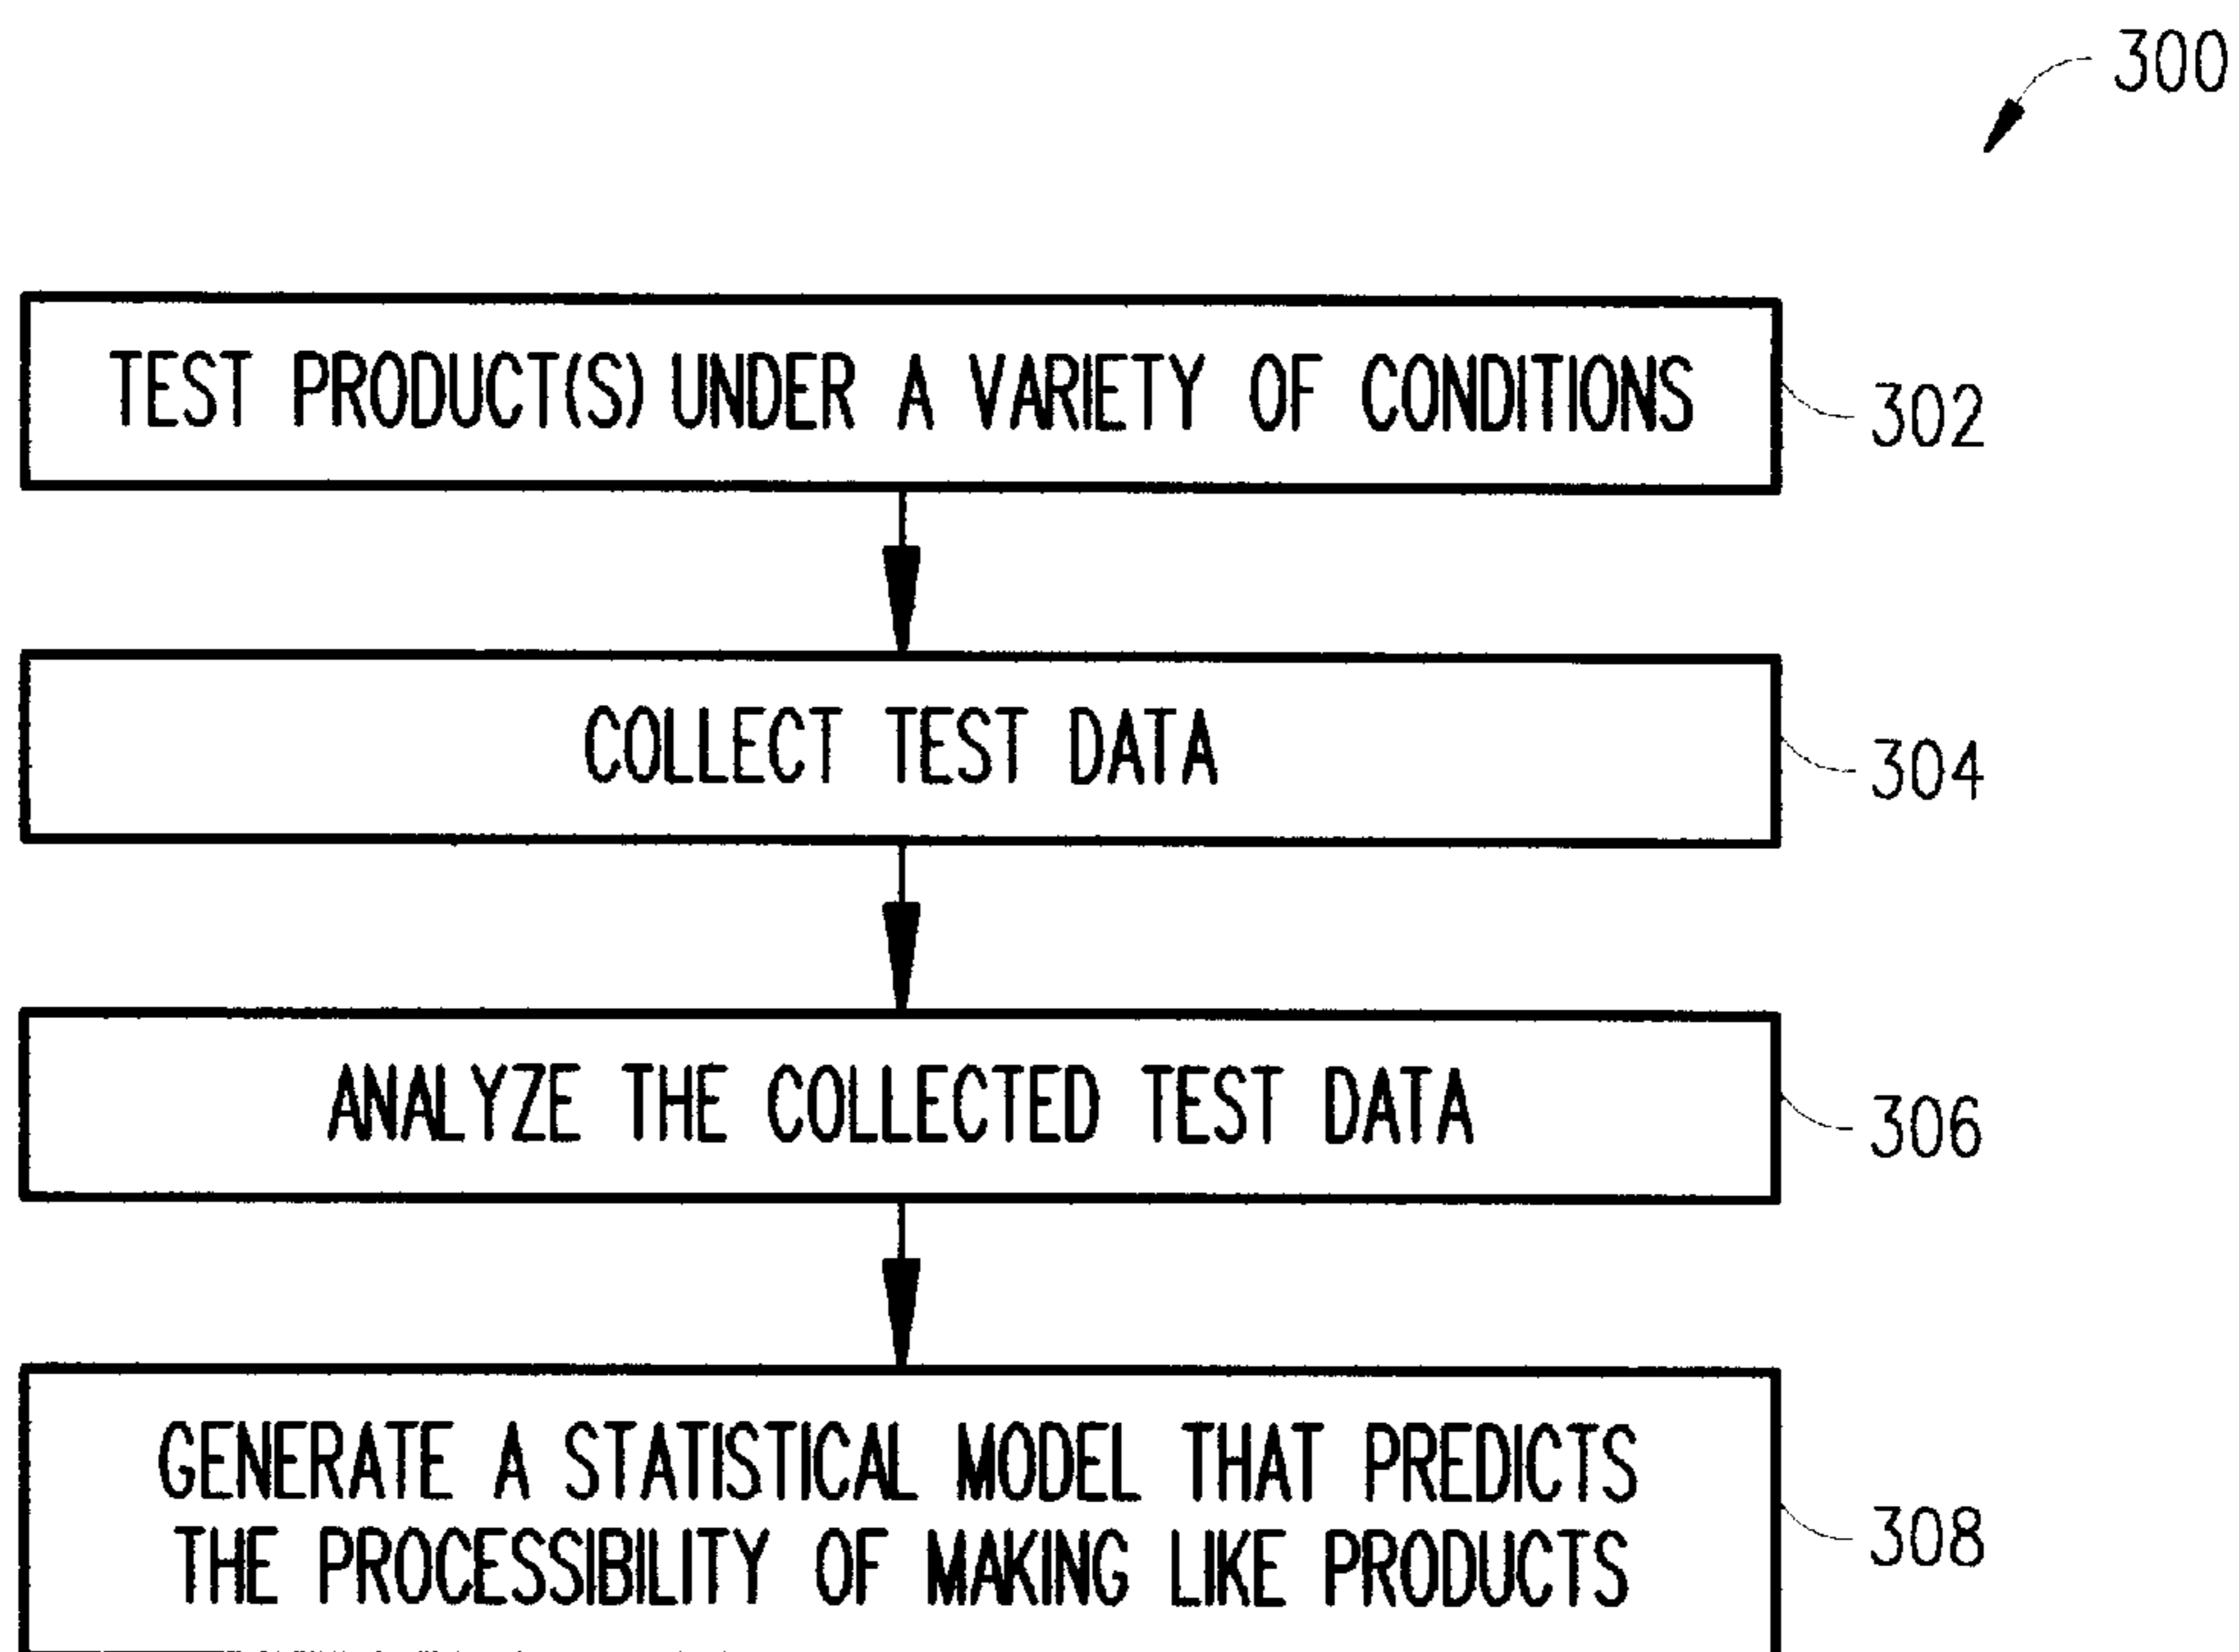 300
TEST PRODUCT(S) UNDER A VARIETY OF CONDITIONS
302
COLLECT TEST DATA
304
ANALYZE THE COLLECTED TEST DATA
306
GENERATE A STATISTICAL MODEL THAT PREDICTS
THE PROCESSIBILITY OF MAKING LIKE PRODUCTS
308